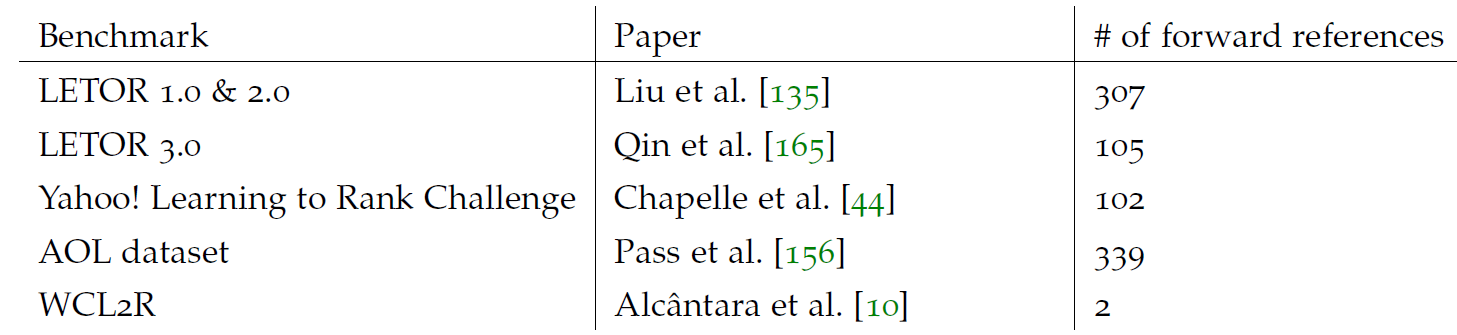 Benchmark Paper # of forward references
LETOR 1.0 & 2.0 Liu et al. [135] 307
LETOR 3.0 Qin et al. [165] 105
Yahoo! Learning to Rank Challenge Chapelle et al. [44] 102
AOL dataset Pass et al. [156] 339
WCL2R Alcântara et al. [10] 2